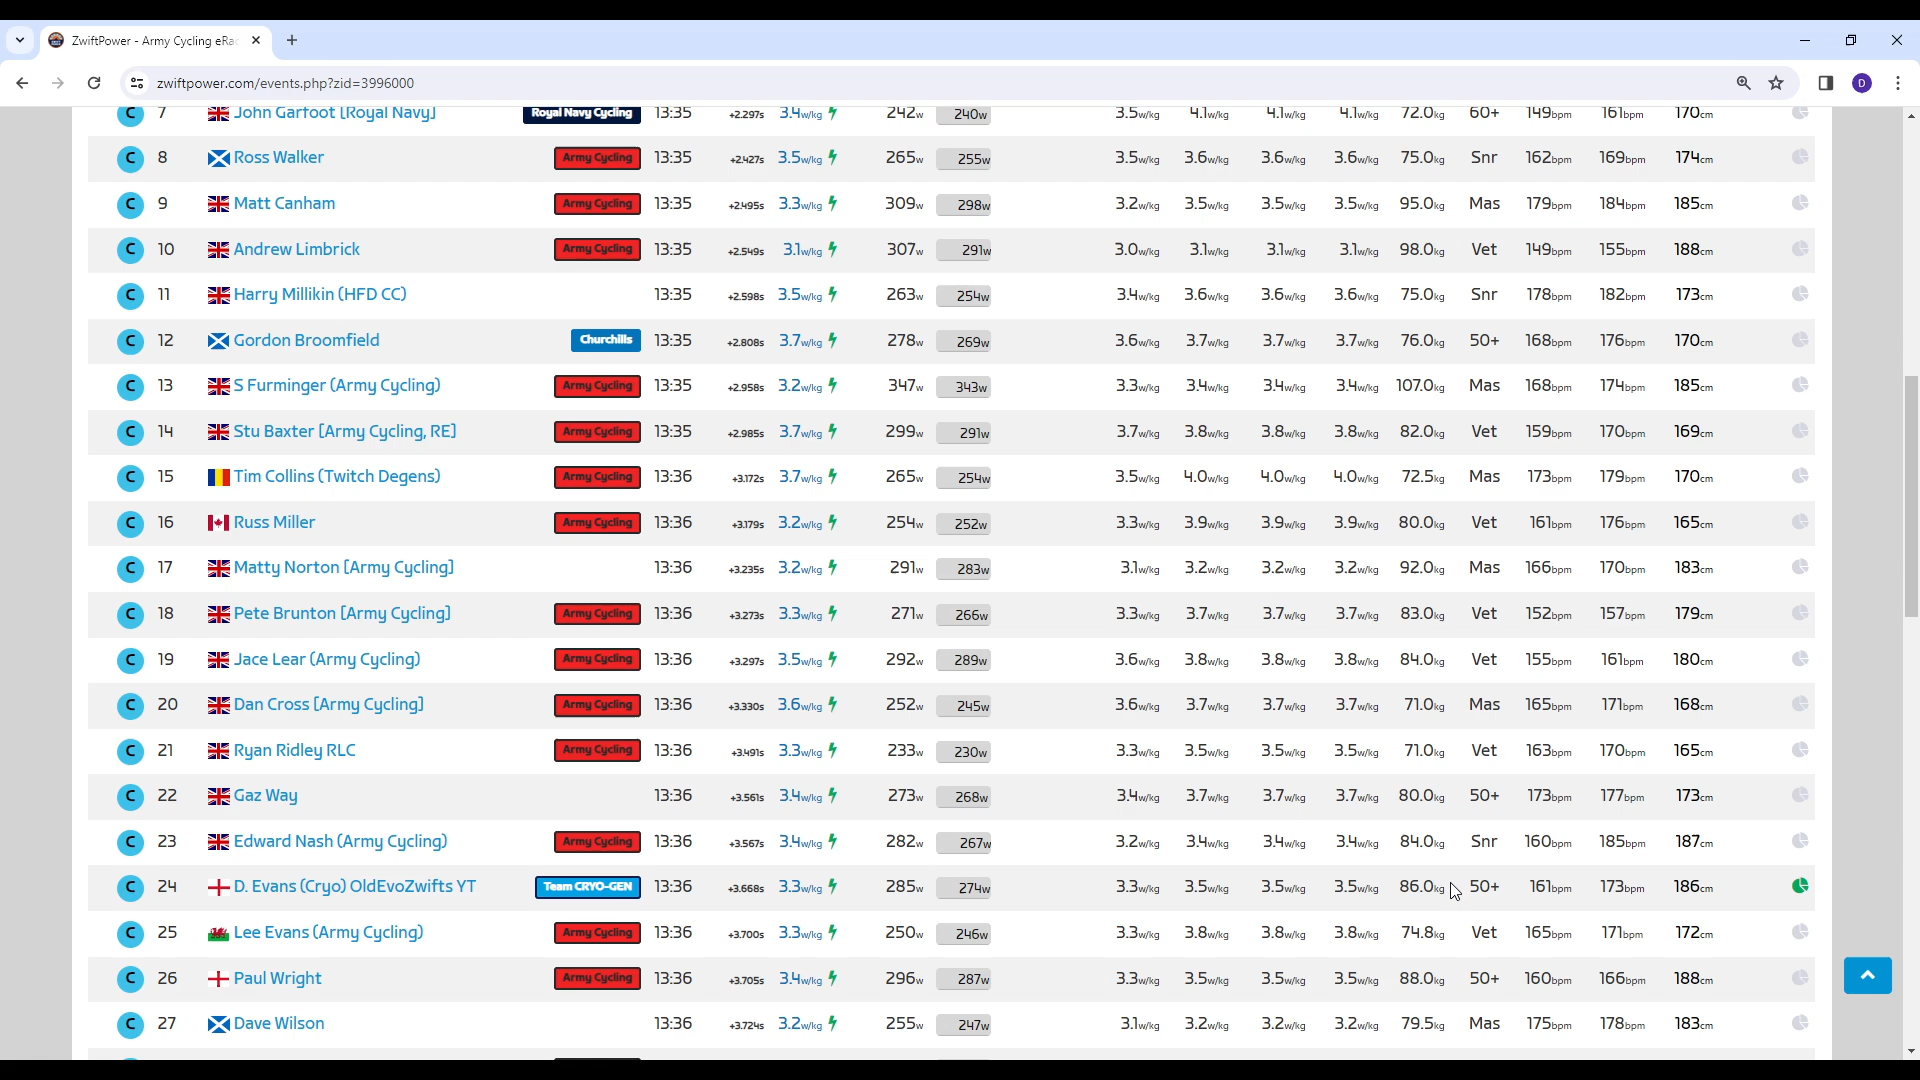 ZwiftPower - Army Cycling eRac
zwiftpower.com/events.php?zid=3996000
D
C 7 John Garfoot [Royal Navy] Royal Navy Cycling 13:35 +2.297s 3.4w/kg 242w 240w 3.5w/kg 4.1w/kg 4.1w/kg 4.1w/kg 72.0kg 60+ 149bpm 161bpm 170cm
C 8 Ross Walker Army Cycling 13:35 +2.427s 3.5w/kg 265w 255w 3.5w/kg 3.6w/kg 3.6w/kg 3.6w/kg 75.0kg Snr 162bpm 169bpm 174cm
C 9 Matt Canham Army Cycling 13:35 +2.495s 3.3w/kg 309w 298w 3.2w/kg 3.5w/kg 3.5w/kg 3.5w/kg 95.0kg Mas 179bpm 184bpm 185cm
C 10 Andrew Limbrick Army Cycling 13:35 +2.549s 3.1w/kg 307w 291w 3.0w/kg 3.1w/kg 3.1w/kg 3.1w/kg 98.0kg Vet 149bpm 155bpm 188cm
C 11 Harry Millikin (HFD CC) 13:35 +2.598s 3.5w/kg 263w 254w 3.4w/kg 3.6w/kg 3.6w/kg 3.6w/kg 75.0kg Snr 178bpm 182bpm 173cm
C 12 Gordon Broomfield Churchills 13:35 +2.808s 3.7w/kg 278w 269w 3.6w/kg 3.7w/kg 3.7w/kg 3.7w/kg 76.0kg 50+ 168bpm 176bpm 170cm
C 13 S Furminger (Army Cycling) Army Cycling 13:35 +2.958s 3.2w/kg 347w 343w 3.3w/kg 3.4w/kg 3.4w/kg 3.4w/kg 107.0kg Mas 168bpm 174bpm 185cm
C 14 Stu Baxter [Army Cycling, RE] Army Cycling 13:35 +2.985s 3.7w/kg 299w 291w 3.7w/kg 3.8w/kg 3.8w/kg 3.8w/kg 82.0kg Vet 159bpm 170bpm 169cm
C 15 Tim Collins (Twitch Degens) Army Cycling 13:36 +3.172s 3.7w/kg 265w 254w 3.5w/kg 4.0w/kg 4.0w/kg 4.0w/kg 72.5kg Mas 173bpm 179bpm 170cm
C 16 Russ Miller Army Cycling 13:36 +3.179s 3.2w/kg 254w 252w 3.3w/kg 3.9w/kg 3.9w/kg 3.9w/kg 80.0kg Vet 161bpm 176bpm 165cm
C 17 Matty Norton [Army Cycling] 13:36 +3.235s 3.2w/kg 291w 283w 3.1w/kg 3.2w/kg 3.2w/kg 3.2w/kg 92.0kg Mas 166bpm 170bpm 183cm
C 18 Pete Brunton [Army Cycling] Army Cycling 13:36 +3.273s 3.3w/kg 271w 266w 3.3w/kg 3.7w/kg 3.7w/kg 3.7w/kg 83.0kg Vet 152bpm 157bpm 179cm
C 19 Jace Lear (Army Cycling) Army Cycling 13:36 +3.297s 3.5w/kg 292w 289w 3.6w/kg 3.8w/kg 3.8w/kg 3.8w/kg 84.0kg Vet 155bpm 161bpm 180cm
C 20 Dan Cross [Army Cycling] Army Cycling 13:36 +3.330s 3.6w/kg 252w 245w 3.6w/kg 3.7w/kg 3.7w/kg 3.7w/kg 71.0kg Mas 165bpm 171bpm 168cm
C 21 Ryan Ridley RLC Army Cycling 13:36 +3.491s 3.3w/kg 233w 230w 3.3w/kg 3.5w/kg 3.5w/kg 3.5w/kg 71.0kg Vet 163bpm 170bpm 165cm
C 22 Gaz Way 13:36 +3.561s 3.4w/kg 273w 268w 3.4w/kg 3.7w/kg 3.7w/kg 3.7w/kg 80.0kg 50+ 173bpm 177bpm 173cm
C 23 Edward Nash (Army Cycling) Army Cycling 13:36 +3.567s 3.4w/kg 282w 267w 3.2w/kg 3.4w/kg 3.4w/kg 3.4w/kg 84.0kg Snr 160bpm 185bpm 187cm
C 24 D. Evans (Cryo) OldEvoZwifts YT Team CRYO-GEN 13:36 +3.668s 3.3w/kg 285w 274w 3.3w/kg 3.5w/kg 3.5w/kg 3.5w/kg 86.0kg 50+ 161bpm 173bpm 186cm
C 25 Lee Evans (Army Cycling) Army Cycling 13:36 +3.700s 3.3w/kg 250w 246w 3.3w/kg 3.8w/kg 3.8w/kg 3.8w/kg 74.8kg Vet 165bpm 171bpm 172cm
C 26 Paul Wright Army Cycling 13:36 +3.705s 3.4w/kg 296w 287w 3.3w/kg 3.5w/kg 3.5w/kg 3.5w/kg 88.0kg 50+ 160bpm 166bpm 188cm
C 27 Dave Wilson 13:36 +3.724s 3.2w/kg 255w 247w 3.1w/kg 3.2w/kg 3.2w/kg 3.2w/kg 79.5kg Mas 175bpm 178bpm 183cm